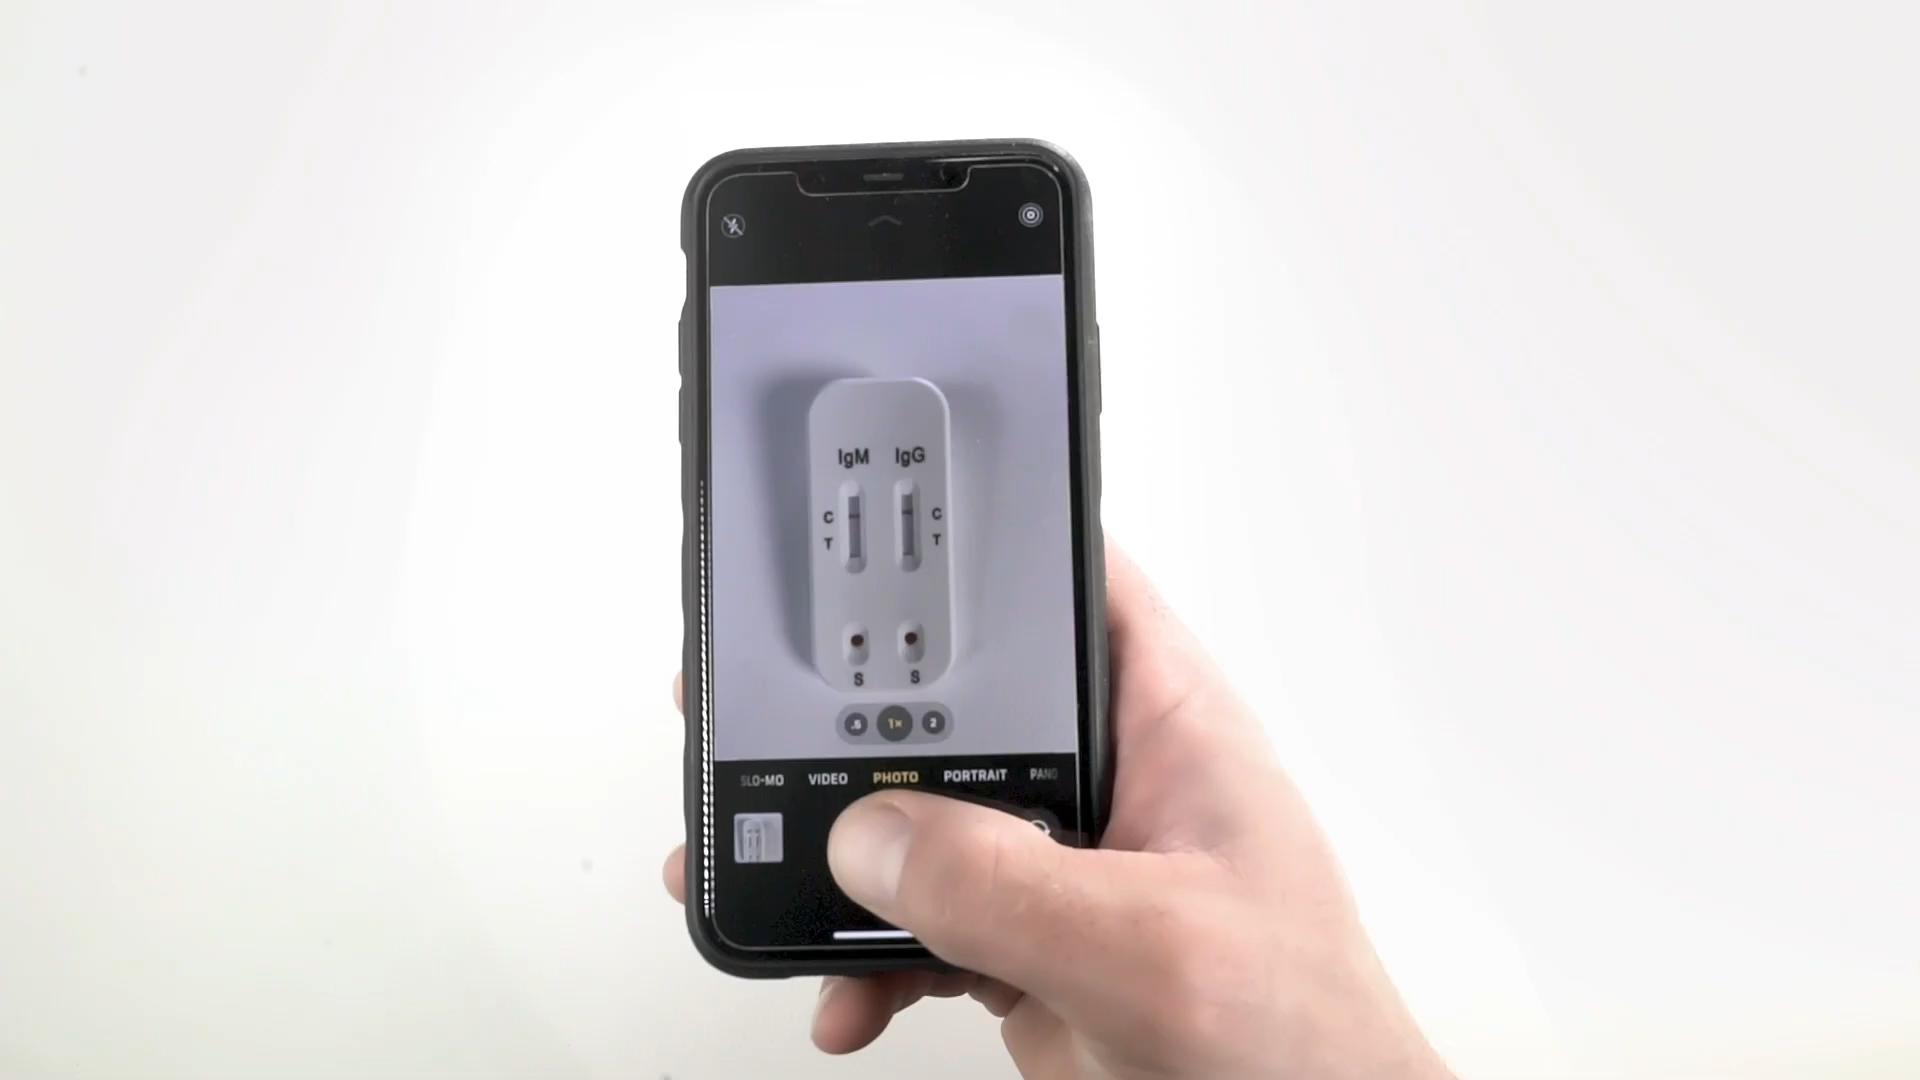 IgM IgG
C C
T T
S S
.5 1× 2
SLO-MO VIDEO PHOTO PORTRAIT PANO